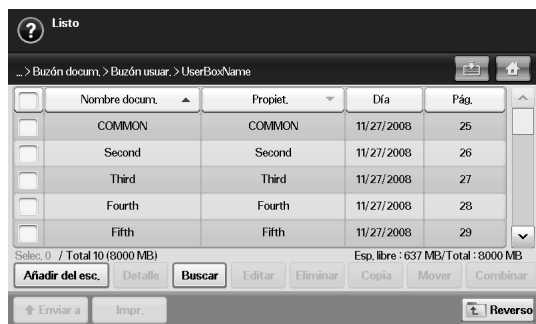 Listo
... > Buzón docum. > Buzón usuar. > UserBoxName
Nombre docum. Propiet. Día Pág.
COMMON COMMON 11/27/2008 25
Second Second 11/27/2008 26
Third Third 11/27/2008 27
Fourth Fourth 11/27/2008 28
Fifth Fifth 11/27/2008 29
Selec. 0 / Total 10 (8000 MB) Esp. libre : 637 MB/Total : 8000 MB
Añadir del esc. Detalle Buscar Editar Eliminar Copia Mover Combinar
Enviar a Impr. Reverso